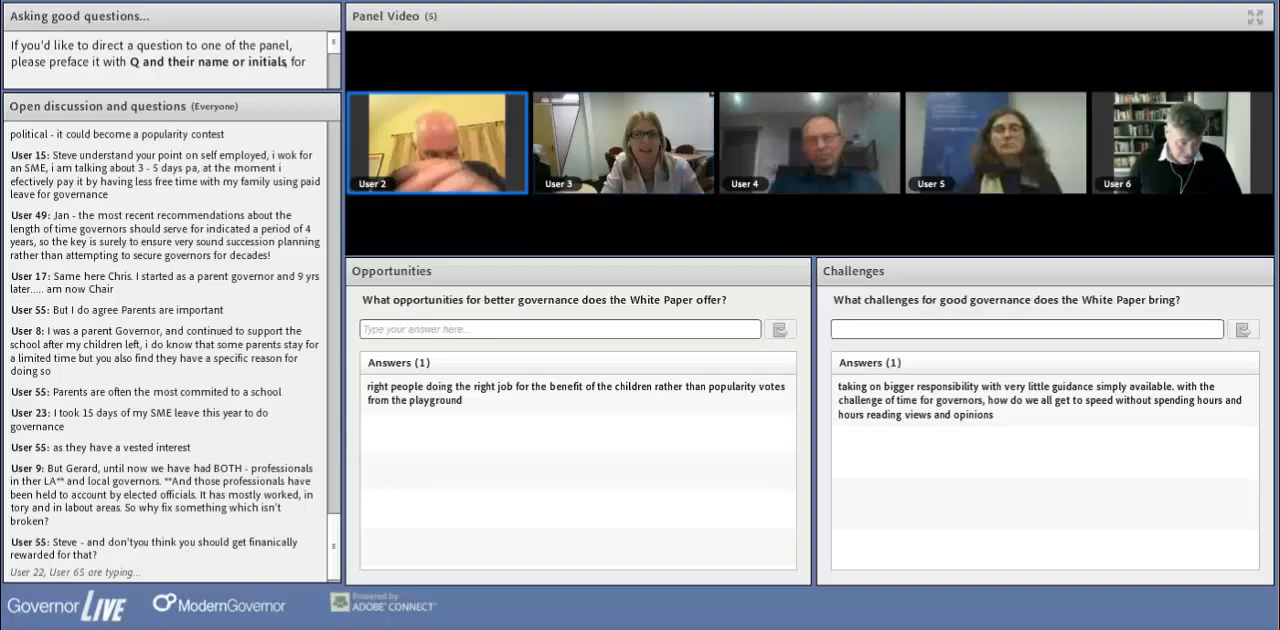 Asking good questions...
If you'd like to direct a question to one of the panel,
please preface it with Q and their name or initials, for
Open discussion and questions (Everyone)
political - it could become a popularity contest
User 15: Steve understand your point on self employed, i wok for
an SME, i am talking about 3 - 5 days pa, at the moment i
efectively pay it by having less free time with my family using paid
leave for governance
User 49: Jan - the most recent recommendations about the
length of time governors should serve for indicated a period of 4
years, so the key is surely to ensure very sound succession planning
rather than attempting to secure governors for decades!
User 17: Same here Chris. I started as a parent governor and 9 yrs
later..... am now Chair
User 55: But I do agree Parents are important
User 8: I was a parent Governor, and continued to support the
school after my children left, i do know that some parents stay for
a limited time but you also find they have a specific reason for
doing so
User 55: Parents are often the most commited to a school
User 23: I took 15 days of my SME leave this year to do
governance
User 55: as they have a vested interest
User 9: But Gerard, until now we have had BOTH - professionals
in ther LA** and local governors. **And those professionals have
been held to account by elected officials. It has mostly worked, in
tory and in labout areas. So why fix something which isn't
broken?
User 55: Steve - and don'tyou think you should get finanically
rewarded for that?
User 22, User 65 are typing...
Panel Video (5)
User 2
User 3
User 4
User 5
User 6
Opportunities
What opportunities for better governance does the White Paper offer?
Type your answer here...
Answers (1)
right people doing the right job for the benefit of the children rather than popularity votes
from the playground
Challenges
What challenges for good governance does the White Paper bring?
Answers (1)
taking on bigger responsibility with very little guidance simply available. with the
challenge of time for governors, how do we all get to speed without spending hours and
hours reading views and opinions
Governor LIVE
ModernGovernor
Powered by
ADOBE® CONNECT™